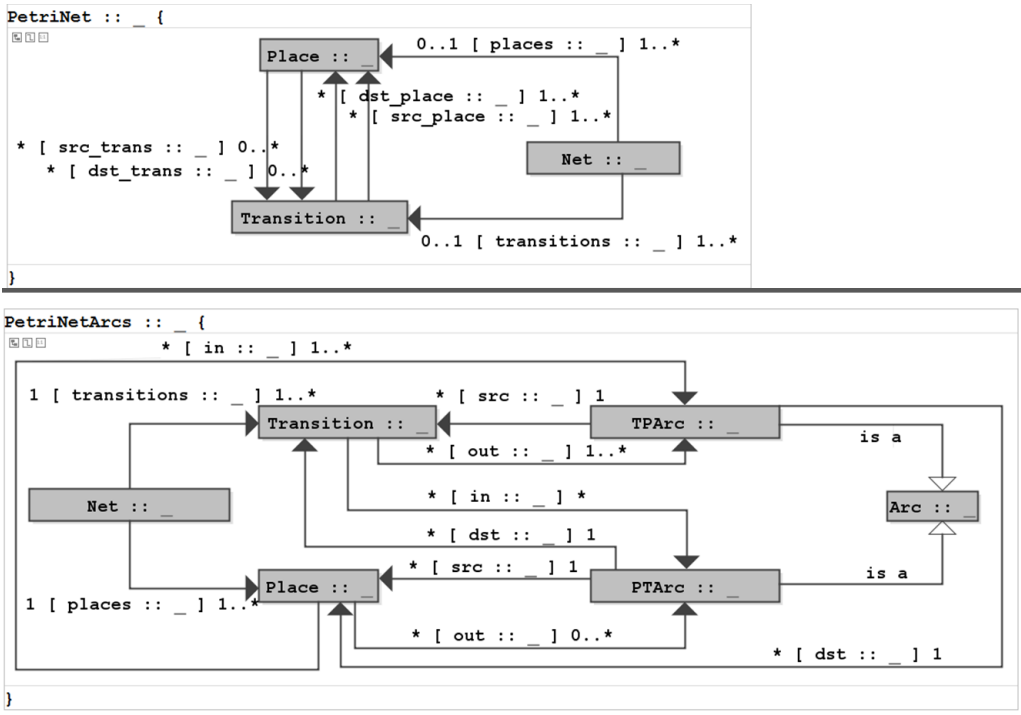 PetriNet :: _ {
Place :: _
0..1 [ places :: _ ] 1..*
* [ dst_place :: _ ] 1..*
* [ src_place :: _ ] 1..*
* [ src_trans :: _ ] 0..*
Net :: _
* [ dst_trans :: _ ] 0..*
Transition :: _
0..1 [ transitions :: _ ] 1..*
}
PetriNetArcs :: _ {
* [ in :: _ ] 1..*
1 [ transitions :: _ ] 1..*
* [ src :: _ ] 1
Transition :: _
TPArc :: _
is a
* [ out :: _ ] 1..*
* [ in :: _ ] *
Net :: _
Arc :: _
* [ dst :: _ ] 1
* [ src :: _ ] 1
is a
Place :: _
PTArc :: _
1 [ places :: _ ] 1..*
* [ out :: _ ] 0..*
* [ dst :: _ ] 1
}